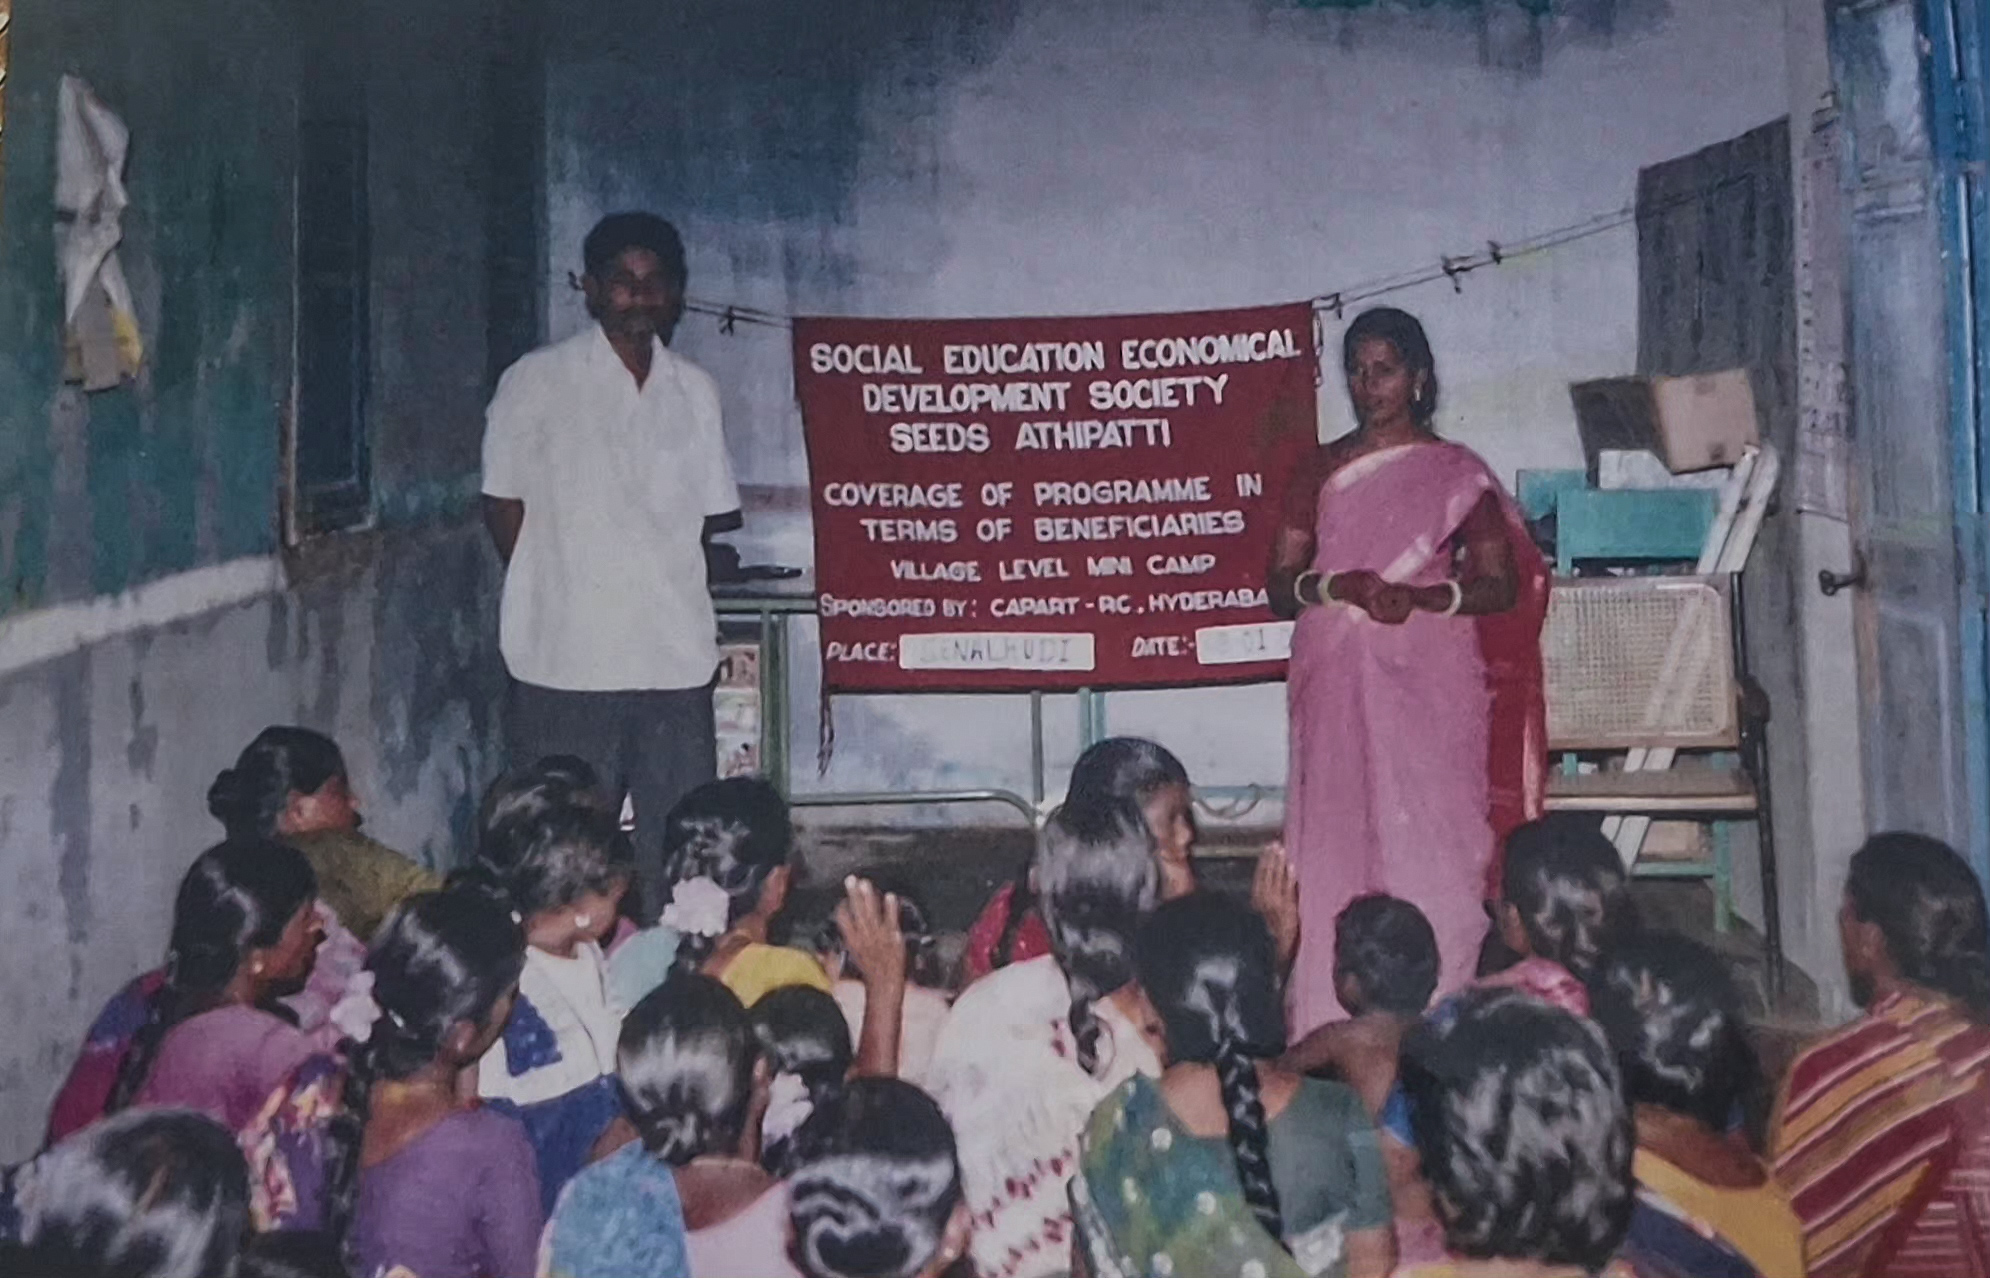 SOCIAL EDUCATION ECONOMICAL
DEVELOPMENT SOCIETY
SEEDS ATHIPATTI
COVERAGE OF PROGRAMME IN
TERMS OF BENEFICIARIES
VILLAGE LEVEL MINI CAMP
SPONSORED BY: CAPART-RC, HYDERABA
PLACE:
DATE:-